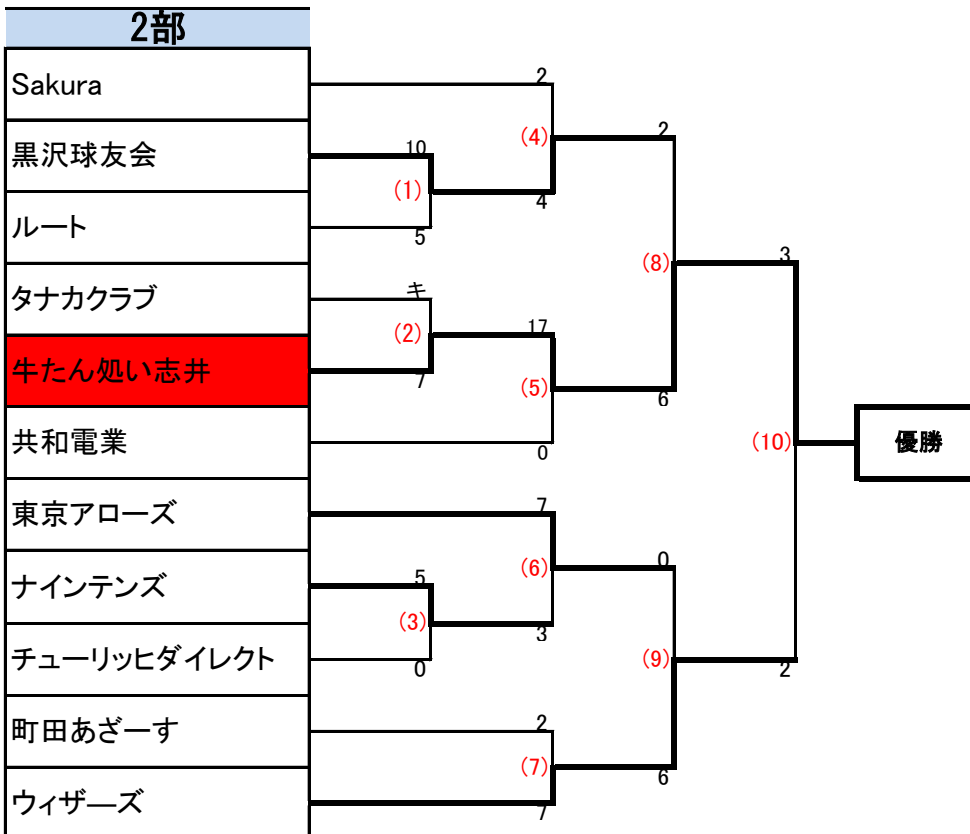 2部
Sakura
2
(4)
2
黒沢球友会
10
(1)
4
ルート
5
(8)
3
タナカクラブ
キ
(2)
17
牛たん処い志井
7
(5)
6
共和電業
0
(10)
優勝
東京アローズ
7
(6)
0
ナインテンズ
5
(3)
3
チューリッヒダイレクト
0
(9)
2
町田あざーす
2
(7)
6
ウィザ―ズ
7